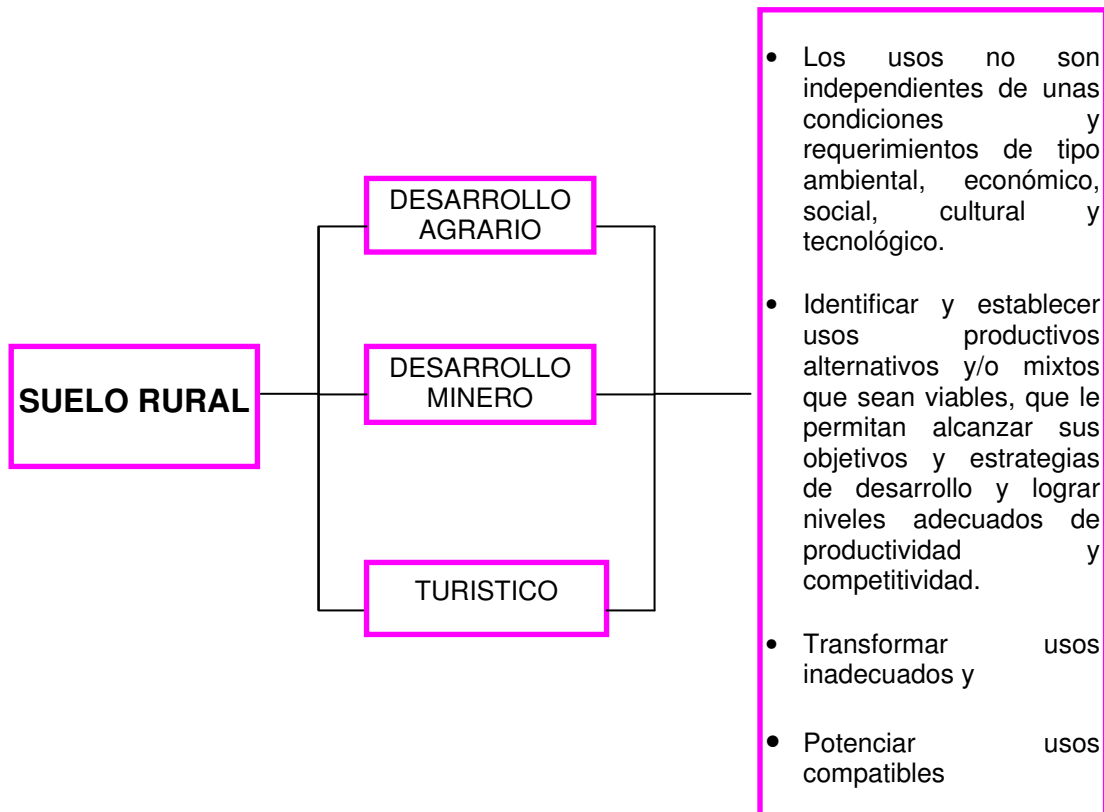 SUELO RURAL
DESARROLLO
AGRARIO
DESARROLLO
MINERO
TURISTICO
• Los usos no son
independientes de unas
condiciones y
requerimientos de tipo
ambiental, económico,
social, cultural y
tecnológico.
• Identificar y establecer
usos productivos
alternativos y/o mixtos
que sean viables, que le
permitan alcanzar sus
objetivos y estrategias
de desarrollo y lograr
niveles adecuados de
productividad y
competitividad.
• Transformar usos
inadecuados y
• Potenciar usos
compatibles